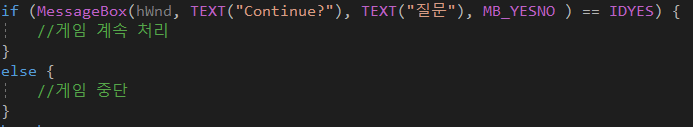 if (MessageBox(hWnd, TEXT("Continue?"), TEXT("질문"), MB_YESNO ) == IDYES) {
//게임 계속 처리
}
else {
//게임 중단
}